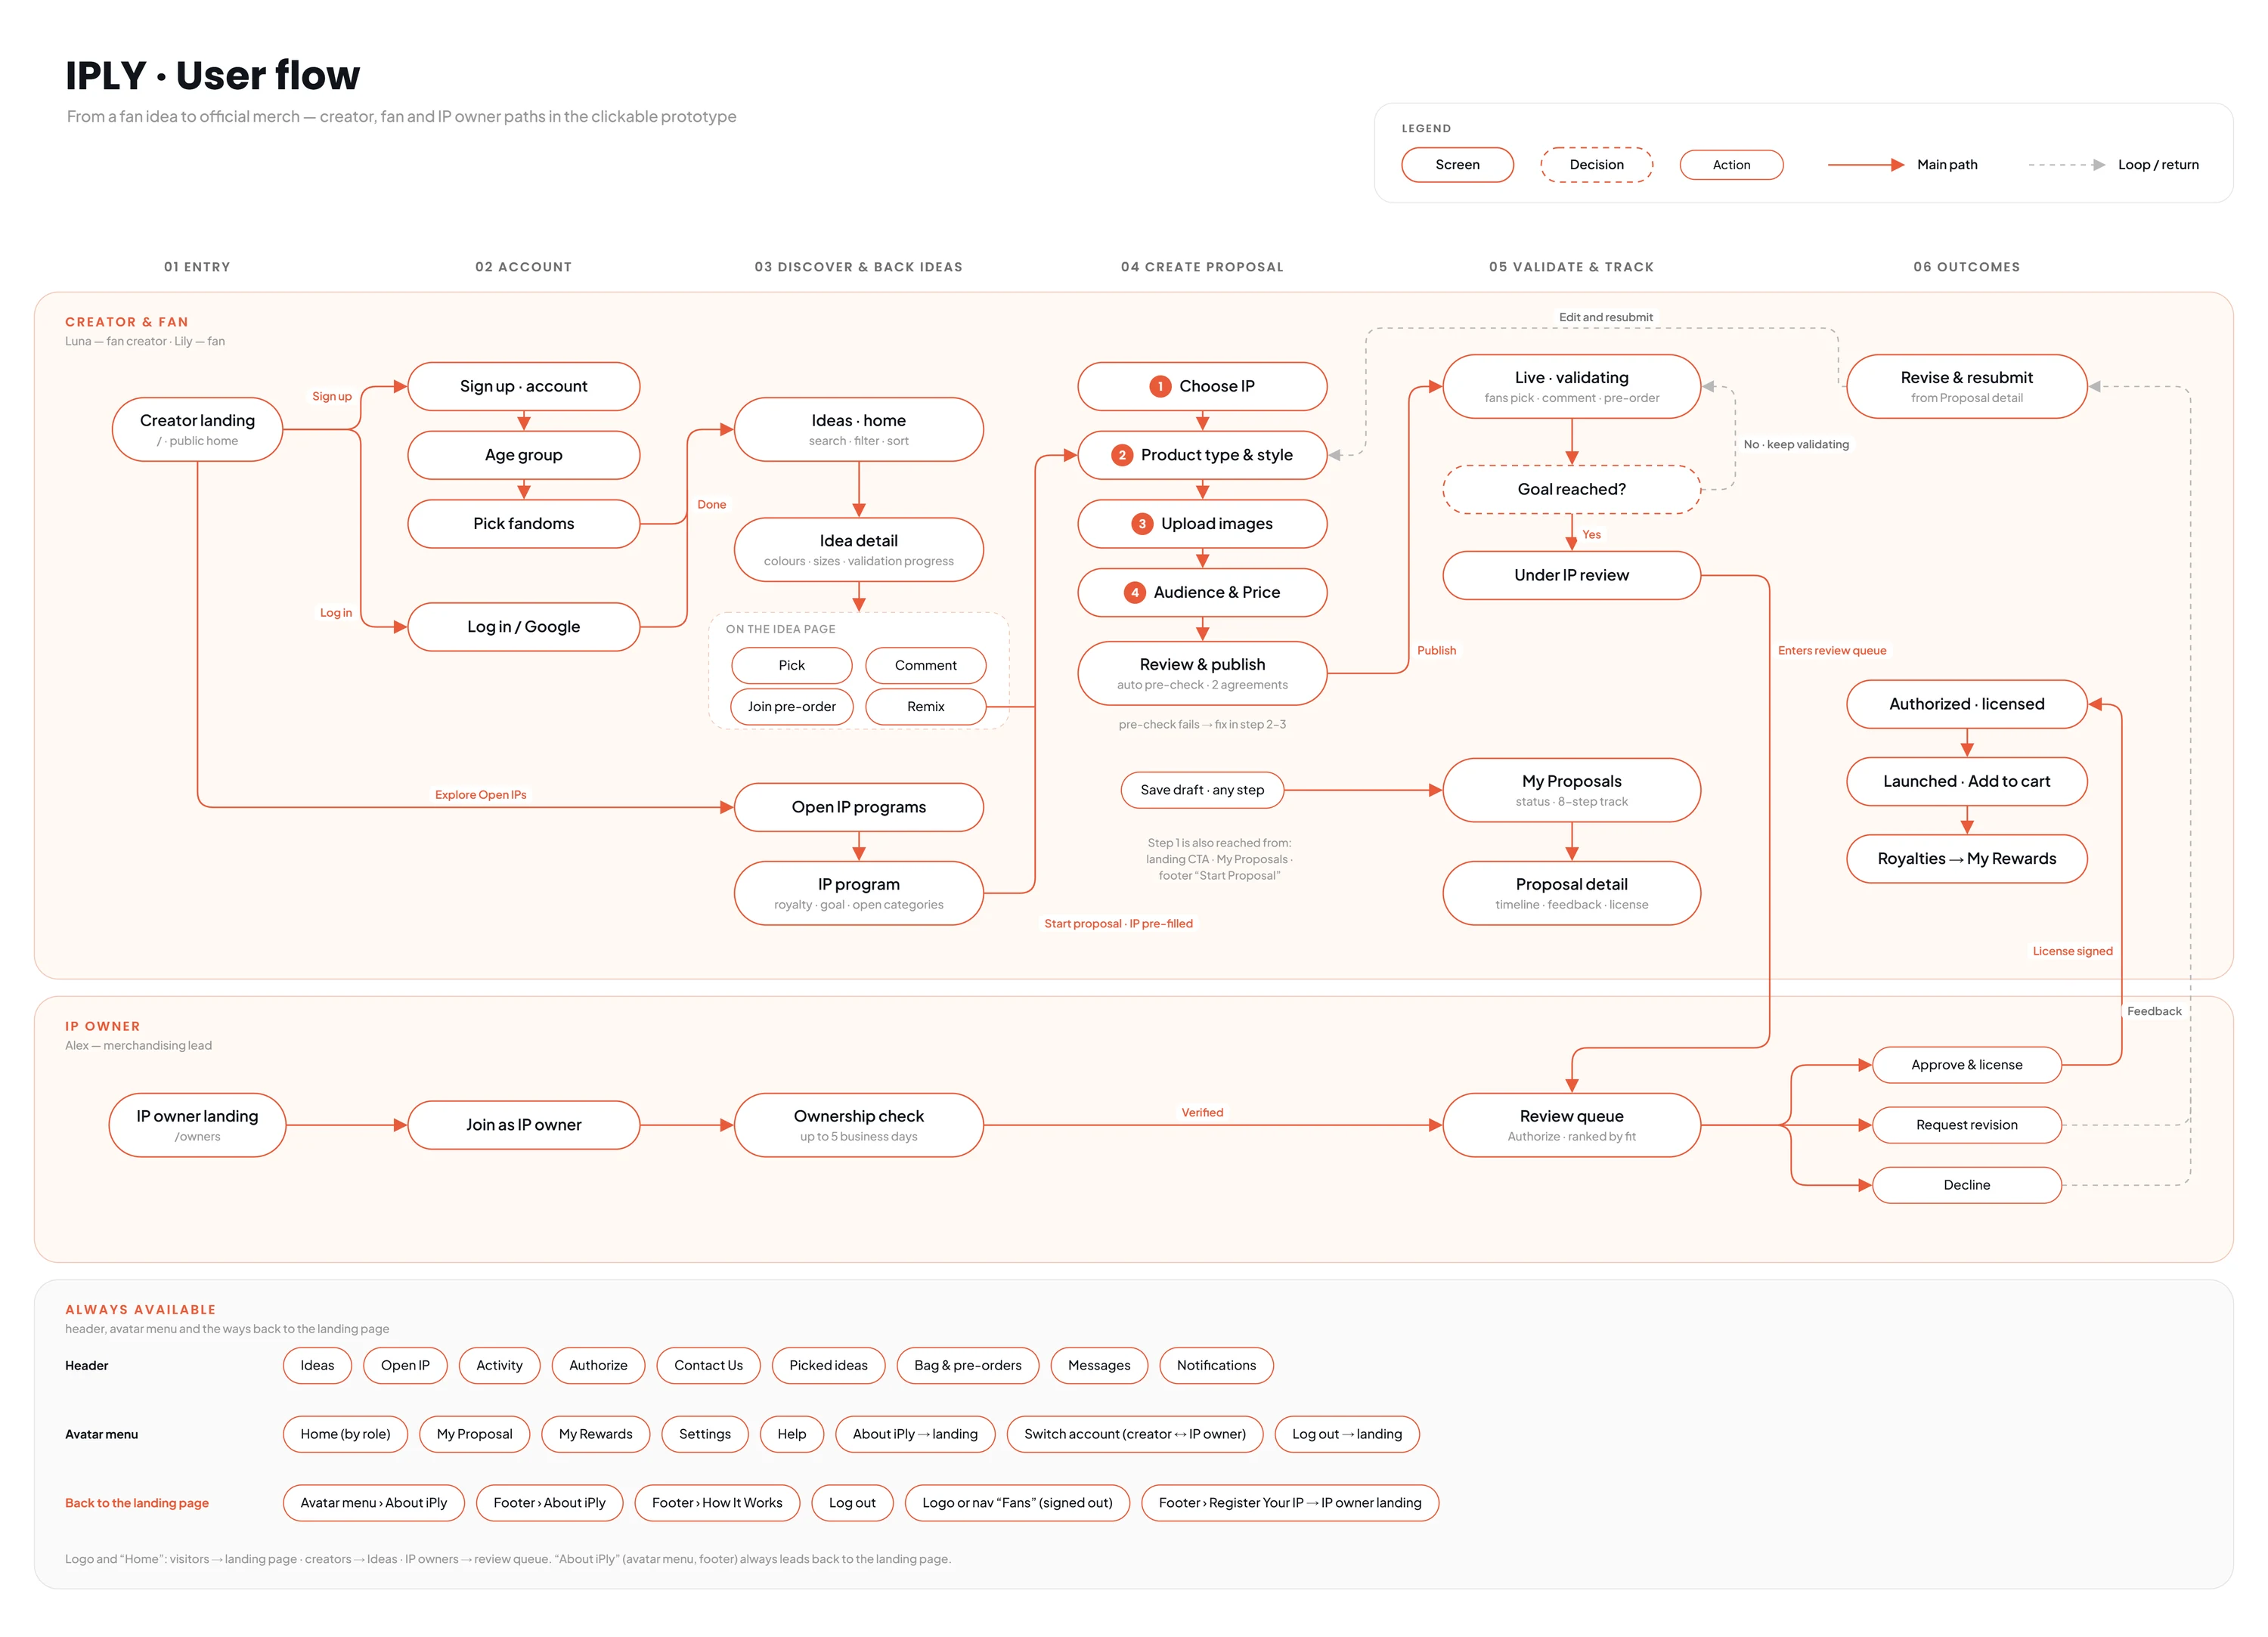 IPLY · User flow
From a fan idea to official merch — creator, fan and IP owner paths in the clickable prototype
LEGEND
Screen
Decision
Action
Main path
Loop / return
01 ENTRY
02 ACCOUNT
03 DISCOVER & BACK IDEAS
04 CREATE PROPOSAL
05 VALIDATE & TRACK
06 OUTCOMES
CREATOR & FAN
Luna — fan creator · Lily — fan
Creator landing
/ · public home
Sign up
Log in
Explore Open IPs
Sign up · account
Age group
Pick fandoms
Log in / Google
Done
Ideas · home
search · filter · sort
Idea detail
colours · sizes · validation progress
ON THE IDEA PAGE
Pick
Comment
Join pre-order
Remix
Open IP programs
IP program
royalty · goal · open categories
Start proposal · IP pre-filled
1 Choose IP
2 Product type & style
3 Upload images
4 Audience & Price
Review & publish
auto pre-check · 2 agreements
pre-check fails → fix in step 2–3
Save draft · any step
Step 1 is also reached from:
landing CTA · My Proposals ·
footer “Start Proposal”
Publish
Edit and resubmit
Live · validating
fans pick · comment · pre-order
No · keep validating
Goal reached?
Yes
Under IP review
Enters review queue
My Proposals
status · 8-step track
Proposal detail
timeline · feedback · license
Revise & resubmit
from Proposal detail
Authorized · licensed
Launched · Add to cart
Royalties → My Rewards
License signed
Feedback
IP OWNER
Alex — merchandising lead
IP owner landing
/owners
Join as IP owner
Ownership check
up to 5 business days
Verified
Review queue
Authorize · ranked by fit
Approve & license
Request revision
Decline
ALWAYS AVAILABLE
header, avatar menu and the ways back to the landing page
Header
Ideas
Open IP
Activity
Authorize
Contact Us
Picked ideas
Bag & pre-orders
Messages
Notifications
Avatar menu
Home (by role)
My Proposal
My Rewards
Settings
Help
About iPly → landing
Switch account (creator ↔ IP owner)
Log out → landing
Back to the landing page
Avatar menu › About iPly
Footer › About iPly
Footer › How It Works
Log out
Logo or nav “Fans” (signed out)
Footer › Register Your IP → IP owner landing
Logo and “Home”: visitors → landing page · creators → Ideas · IP owners → review queue. “About iPly” (avatar menu, footer) always leads back to the landing page.